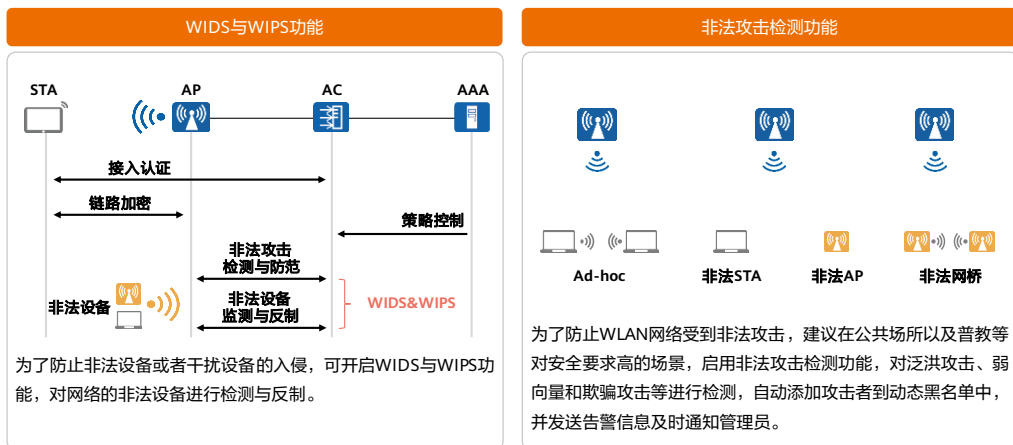 WIDS与WIPS功能
STA
AP
AC
AAA
接入认证
链路加密
策略控制
非法攻击
检测与防范
非法设备
非法设备
监测与反制
WIDS&WIPS
为了防止非法设备或者干扰设备的入侵，可开启WIDS与WIPS功
能，对网络的非法设备进行检测与反制。
非法攻击检测功能
Ad-hoc
非法STA
非法AP
非法网桥
为了防止WLAN网络受到非法攻击，建议在公共场所以及普教等
对安全要求高的场景，启用非法攻击检测功能，对泛洪攻击、弱
向量和欺骗攻击等进行检测，自动添加攻击者到动态黑名单中，
并发送告警信息及时通知管理员。